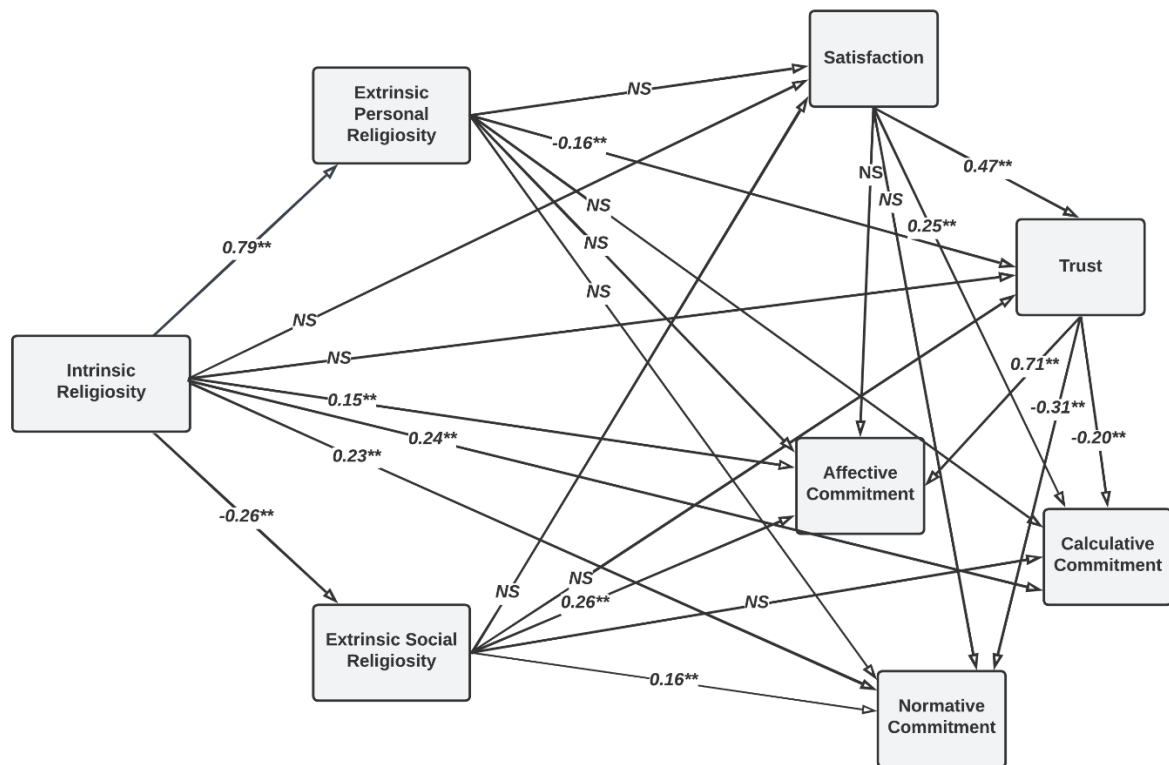 Satisfaction
Extrinsic
Personal
Religiosity
NS
-0.16**
0.47**
NS
NS
NS
0.25**
NS
0.79**
Trust
NS
NS
Intrinsic
Religiosity
NS
0.71**
0.15**
-0.31**
0.24**
-0.20**
0.23**
Affective
Commitment
-0.26**
Calculative
Commitment
NS
NS
0.26**
NS
Extrinsic Social
Religiosity
0.16**
Normative
Commitment